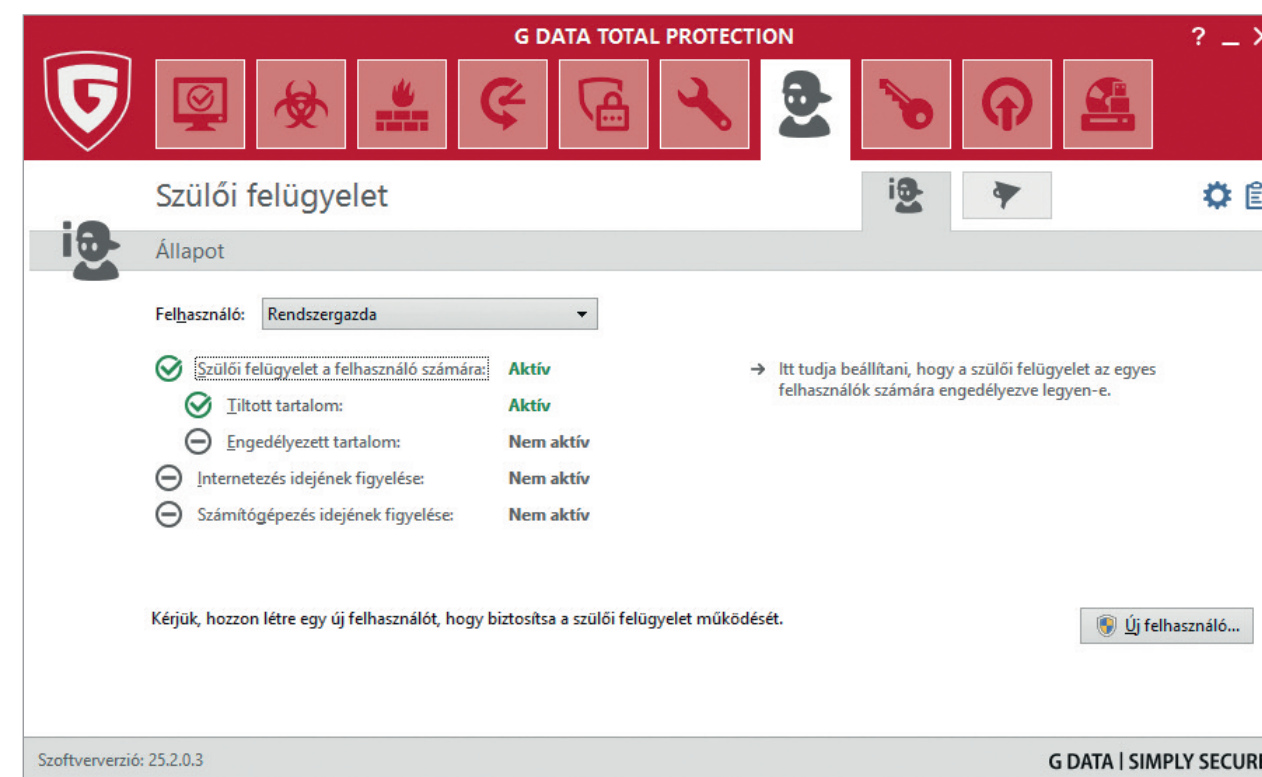 G DATA TOTAL PROTECTION
Szülői felügyelet
Állapot
Felhasználó: Rendszergazda
Szülői felügyelet a felhasználó számára: Aktív
Tiltott tartalom: Aktív
Engedélyezett tartalom: Nem aktív
Internetezés idejének figyelése: Nem aktív
Számítógépezés idejének figyelése: Nem aktív
→ Itt tudja beállítani, hogy a szülői felügyelet az egyes
felhasználók számára engedélyezve legyen-e.
Kérjük, hozzon létre egy új felhasználót, hogy biztosítsa a szülői felügyelet működését.
Új felhasználó...
Szoftververzió: 25.2.0.3
G DATA | SIMPLY SECURE